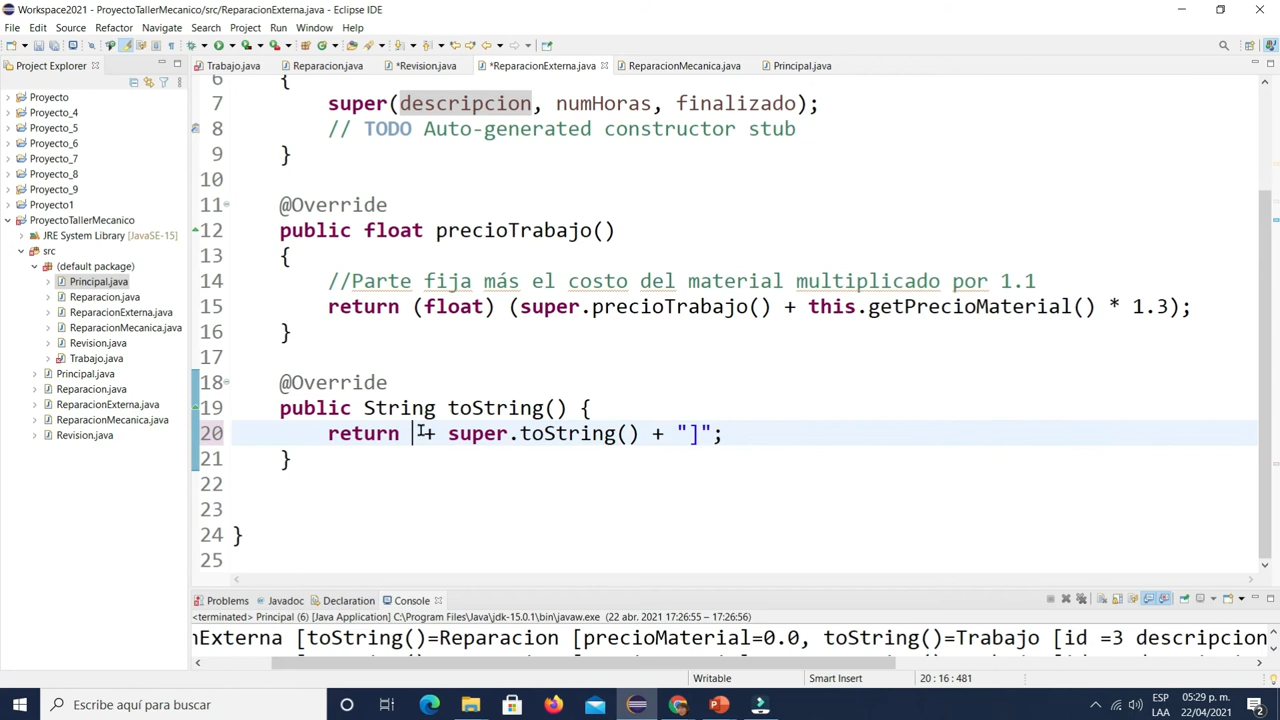 Workspace2021 - ProyectoTallerMecanico/src/ReparacionExterna.java - Eclipse IDE
File Edit Source Refactor Navigate Search Project Run Window Help
Project Explorer
Trabajo.java Reparacion.java *Revision.java *ReparacionExterna.java ReparacionMecanica.java Principal.java
Proyecto
Proyecto_4
Proyecto_5
Proyecto_6
Proyecto_7
Proyecto_8
Proyecto_9
Proyecto1
ProyectoTallerMecanico
JRE System Library [JavaSE-15]
src
(default package)
Principal.java
Reparacion.java
ReparacionExterna.java
ReparacionMecanica.java
Revision.java
Trabajo.java
Principal.java
Reparacion.java
ReparacionExterna.java
ReparacionMecanica.java
Revision.java
6 {
7 super(descripcion, numHoras, finalizado);
8 // TODO Auto-generated constructor stub
9 }
10
11 @Override
12 public float precioTrabajo()
13 {
14 //Parte fija más el costo del material multiplicado por 1.1
15 return (float) (super.precioTrabajo() + this.getPrecioMaterial() * 1.3);
16 }
17
18 @Override
19 public String toString() {
20 return + super.toString() + "]";
21 }
22
23
24 }
25
Problems Javadoc Declaration Console
<terminated> Principal (6) [Java Application] C:\Program Files\Java\jdk-15.0.1\bin\javaw.exe (22 abr. 2021 17:26:55 – 17:26:56)
nExterna [toString()=Reparacion [precioMaterial=0.0, toString()=Trabajo [id =3 descripcion
Writable Smart Insert 20 : 16 : 481
Escribe aquí para buscar
ESP
LAA
05:29 p. m.
22/04/2021
2